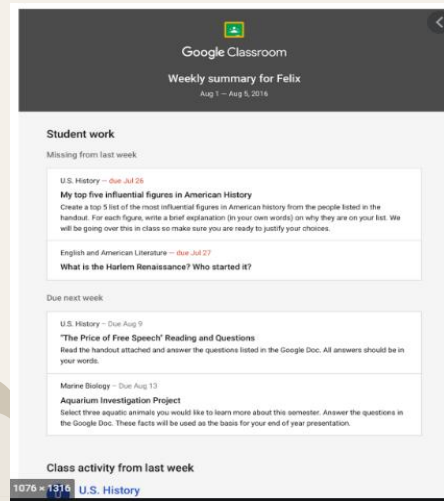 Google Classroom
Weekly summary for Felix
Aug 1 – Aug 5, 2016
Student work
Missing from last week
U.S. History – due Jul 26
My top five influential figures in American History
Create a top 5 list of the most influential figures in American history from the people listed in the
handout. For each figure, write a brief explanation (in your own words) on why they are on your list. We
will be going over this in class so make sure you are ready to justify your choices.
English and American Literature – due Jul 27
What is the Harlem Renaissance? Who started it?
Due next week
U.S. History – Due Aug 9
"The Price of Free Speech" Reading and Questions
Read the handout attached and answer the questions listed in the Google Doc. All answers should be in
your words.
Marine Biology – Due Aug 13
Aquarium Investigation Project
Select three aquatic animals you would like to learn more about this semester. Answer the questions in
the Google Doc. These facts will be used as the basis for your end of year presentation.
Class activity from last week
1076 × 1316
U.S. History